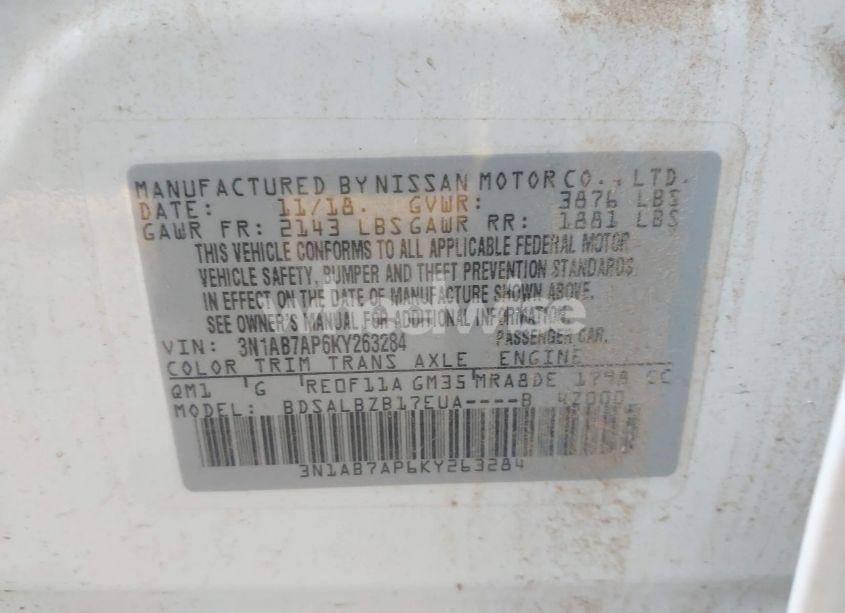 MANUFACTURED BY NISSAN MOTOR CO., LTD.
DATE: 11/18. GVWR: 3876 LBS
GAWR FR: 2143 LBS GAWR RR: 1881 LBS
THIS VEHICLE CONFORMS TO ALL APPLICABLE FEDERAL MOTOR
VEHICLE SAFETY, BUMPER AND THEFT PREVENTION STANDARDS
IN EFFECT ON THE DATE OF MANUFACTURE SHOWN ABOVE.
SEE OWNER'S MANUAL FOR ADDITIONAL INFORMATION.
VIN: 3N1AB7AP6KY263284 PASSENGER CAR.
COLOR TRIM TRANS AXLE ENGINE
QM1 G RE0F11A GM35 MRA8DE 1798 CC
MODEL: BDSALBZB17EUA----B 4Z000
3N1AB7AP6KY263284